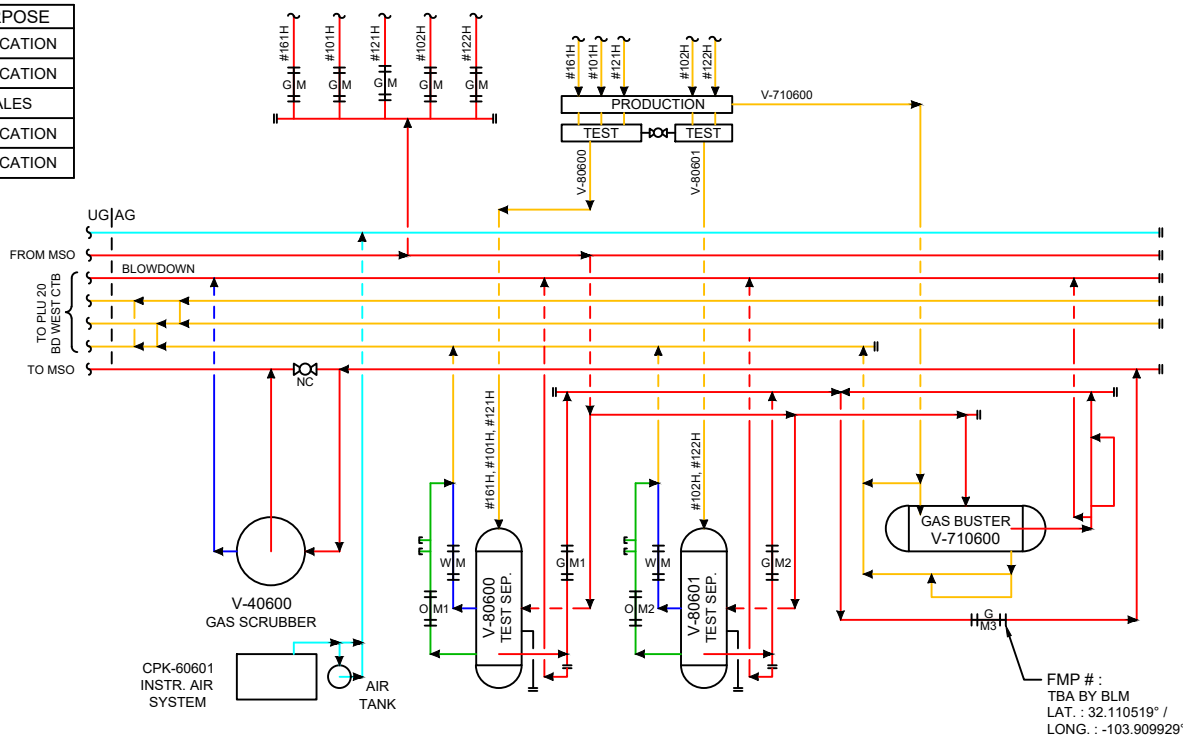 RPOSE
CATION
CATION
ALES
CATION
CATION
#161H
#101H
#121H
#102H
#122H
G M
G M
G M
G M
G M
#161H
#101H
#121H
#102H
#122H
PRODUCTION
V-710600
TEST
TEST
V-80600
V-80601
UG|AG
FROM MSO
BLOWDOWN
TO PLU 20
BD WEST CTB
TO MSO
NC
#161H, #101H, #121H
#102H, #122H
GAS BUSTER
V-710600
W M
G M1
W M
G M2
O M1
O M2
V-80600
TEST SEP.
V-80601
TEST SEP.
V-40600
GAS SCRUBBER
G
M3
CPK-60601
INSTR. AIR
SYSTEM
AIR
TANK
FMP # :
TBA BY BLM
LAT. : 32.110519° /
LONG. : -103.909929°